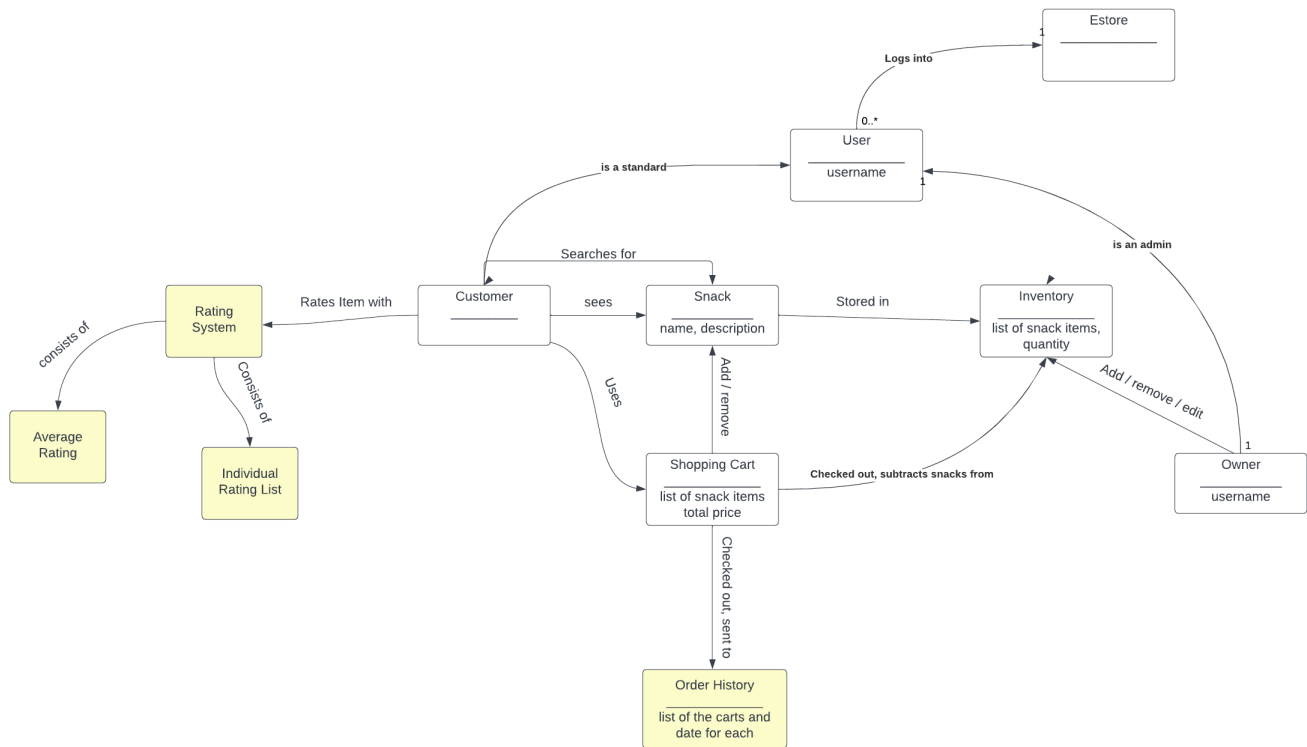 Estore
1
Logs into
0..*
User
username
1
is a standard
is an admin
Searches for
Customer
Snack
name, description
Inventory
list of snack items,
quantity
Rating
System
Rates Item with
sees
Stored in
consists of
Consists of
Uses
Add / remove
Add / remove / edit
Average
Rating
Individual
Rating List
Shopping Cart
list of snack items
total price
Checked out, subtracts snacks from
1
Owner
username
Checked out, sent to
Order History
list of the carts and
date for each